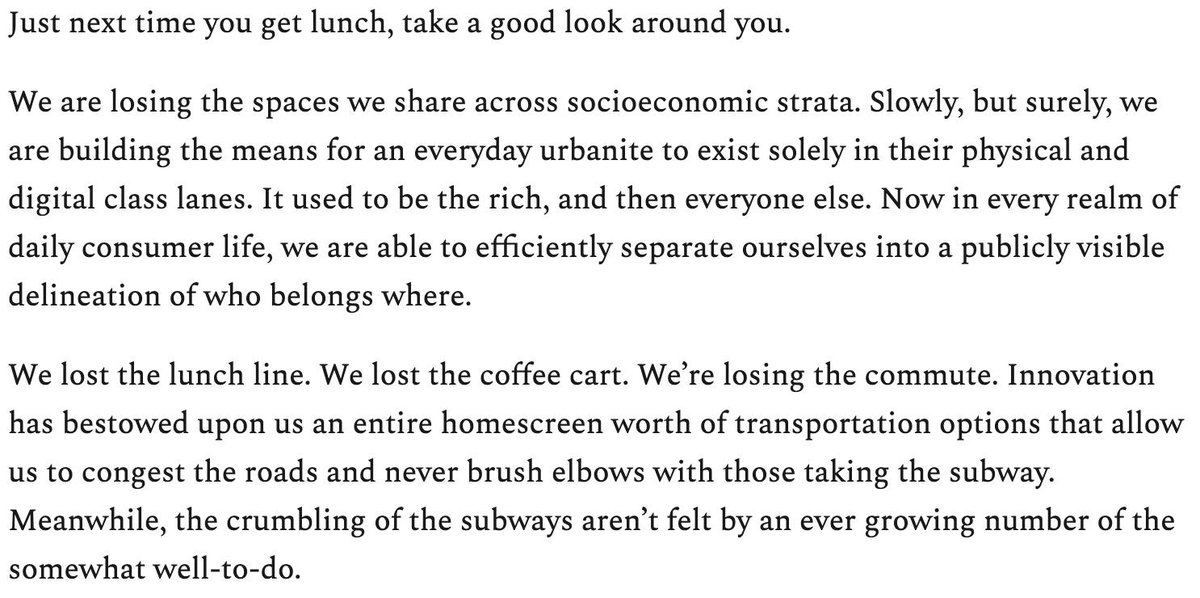 Just next time you get lunch, take a good look around you.
We are losing the spaces we share across socioeconomic strata. Slowly, but surely, we
are building the means for an everyday urbanite to exist solely in their physical and
digital class lanes. It used to be the rich, and then everyone else. Now in every realm of
daily consumer life, we are able to efficiently separate ourselves into a publicly visible
delineation of who belongs where.
We lost the lunch line. We lost the coffee cart. We’re losing the commute. Innovation
has bestowed upon us an entire homescreen worth of transportation options that allow
us to congest the roads and never brush elbows with those taking the subway.
Meanwhile, the crumbling of the subways aren’t felt by an ever growing number of the
somewhat well-to-do.